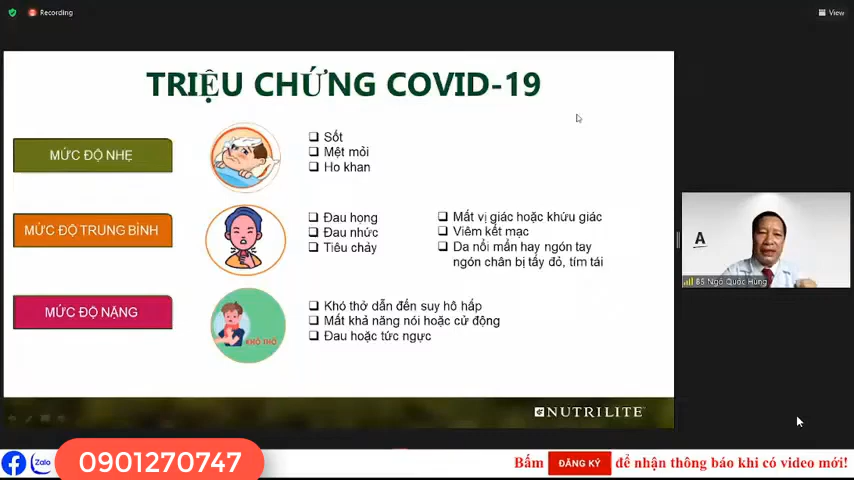 Recording
View
TRIỆU CHỨNG COVID-19
MỨC ĐỘ NHẸ
❑ Sốt
❑ Mệt mỏi
❑ Ho khan
MỨC ĐỘ TRUNG BÌNH
❑ Đau họng
❑ Đau nhức
❑ Tiêu chảy
❑ Mất vị giác hoặc khứu giác
❑ Viêm kết mạc
❑ Da nổi mẩn hay ngón tay
ngón chân bị tấy đỏ, tím tái
MỨC ĐỘ NẶNG
KHÓ THỞ
❑ Khó thở dẫn đến suy hô hấp
❑ Mất khả năng nói hoặc cử động
❑ Đau hoặc tức ngực
NUTRILITE
A
BS Ngô Quốc Hùng
Zalo
0901270747
Bấm ĐĂNG KÝ để nhận thông báo khi có video mới!